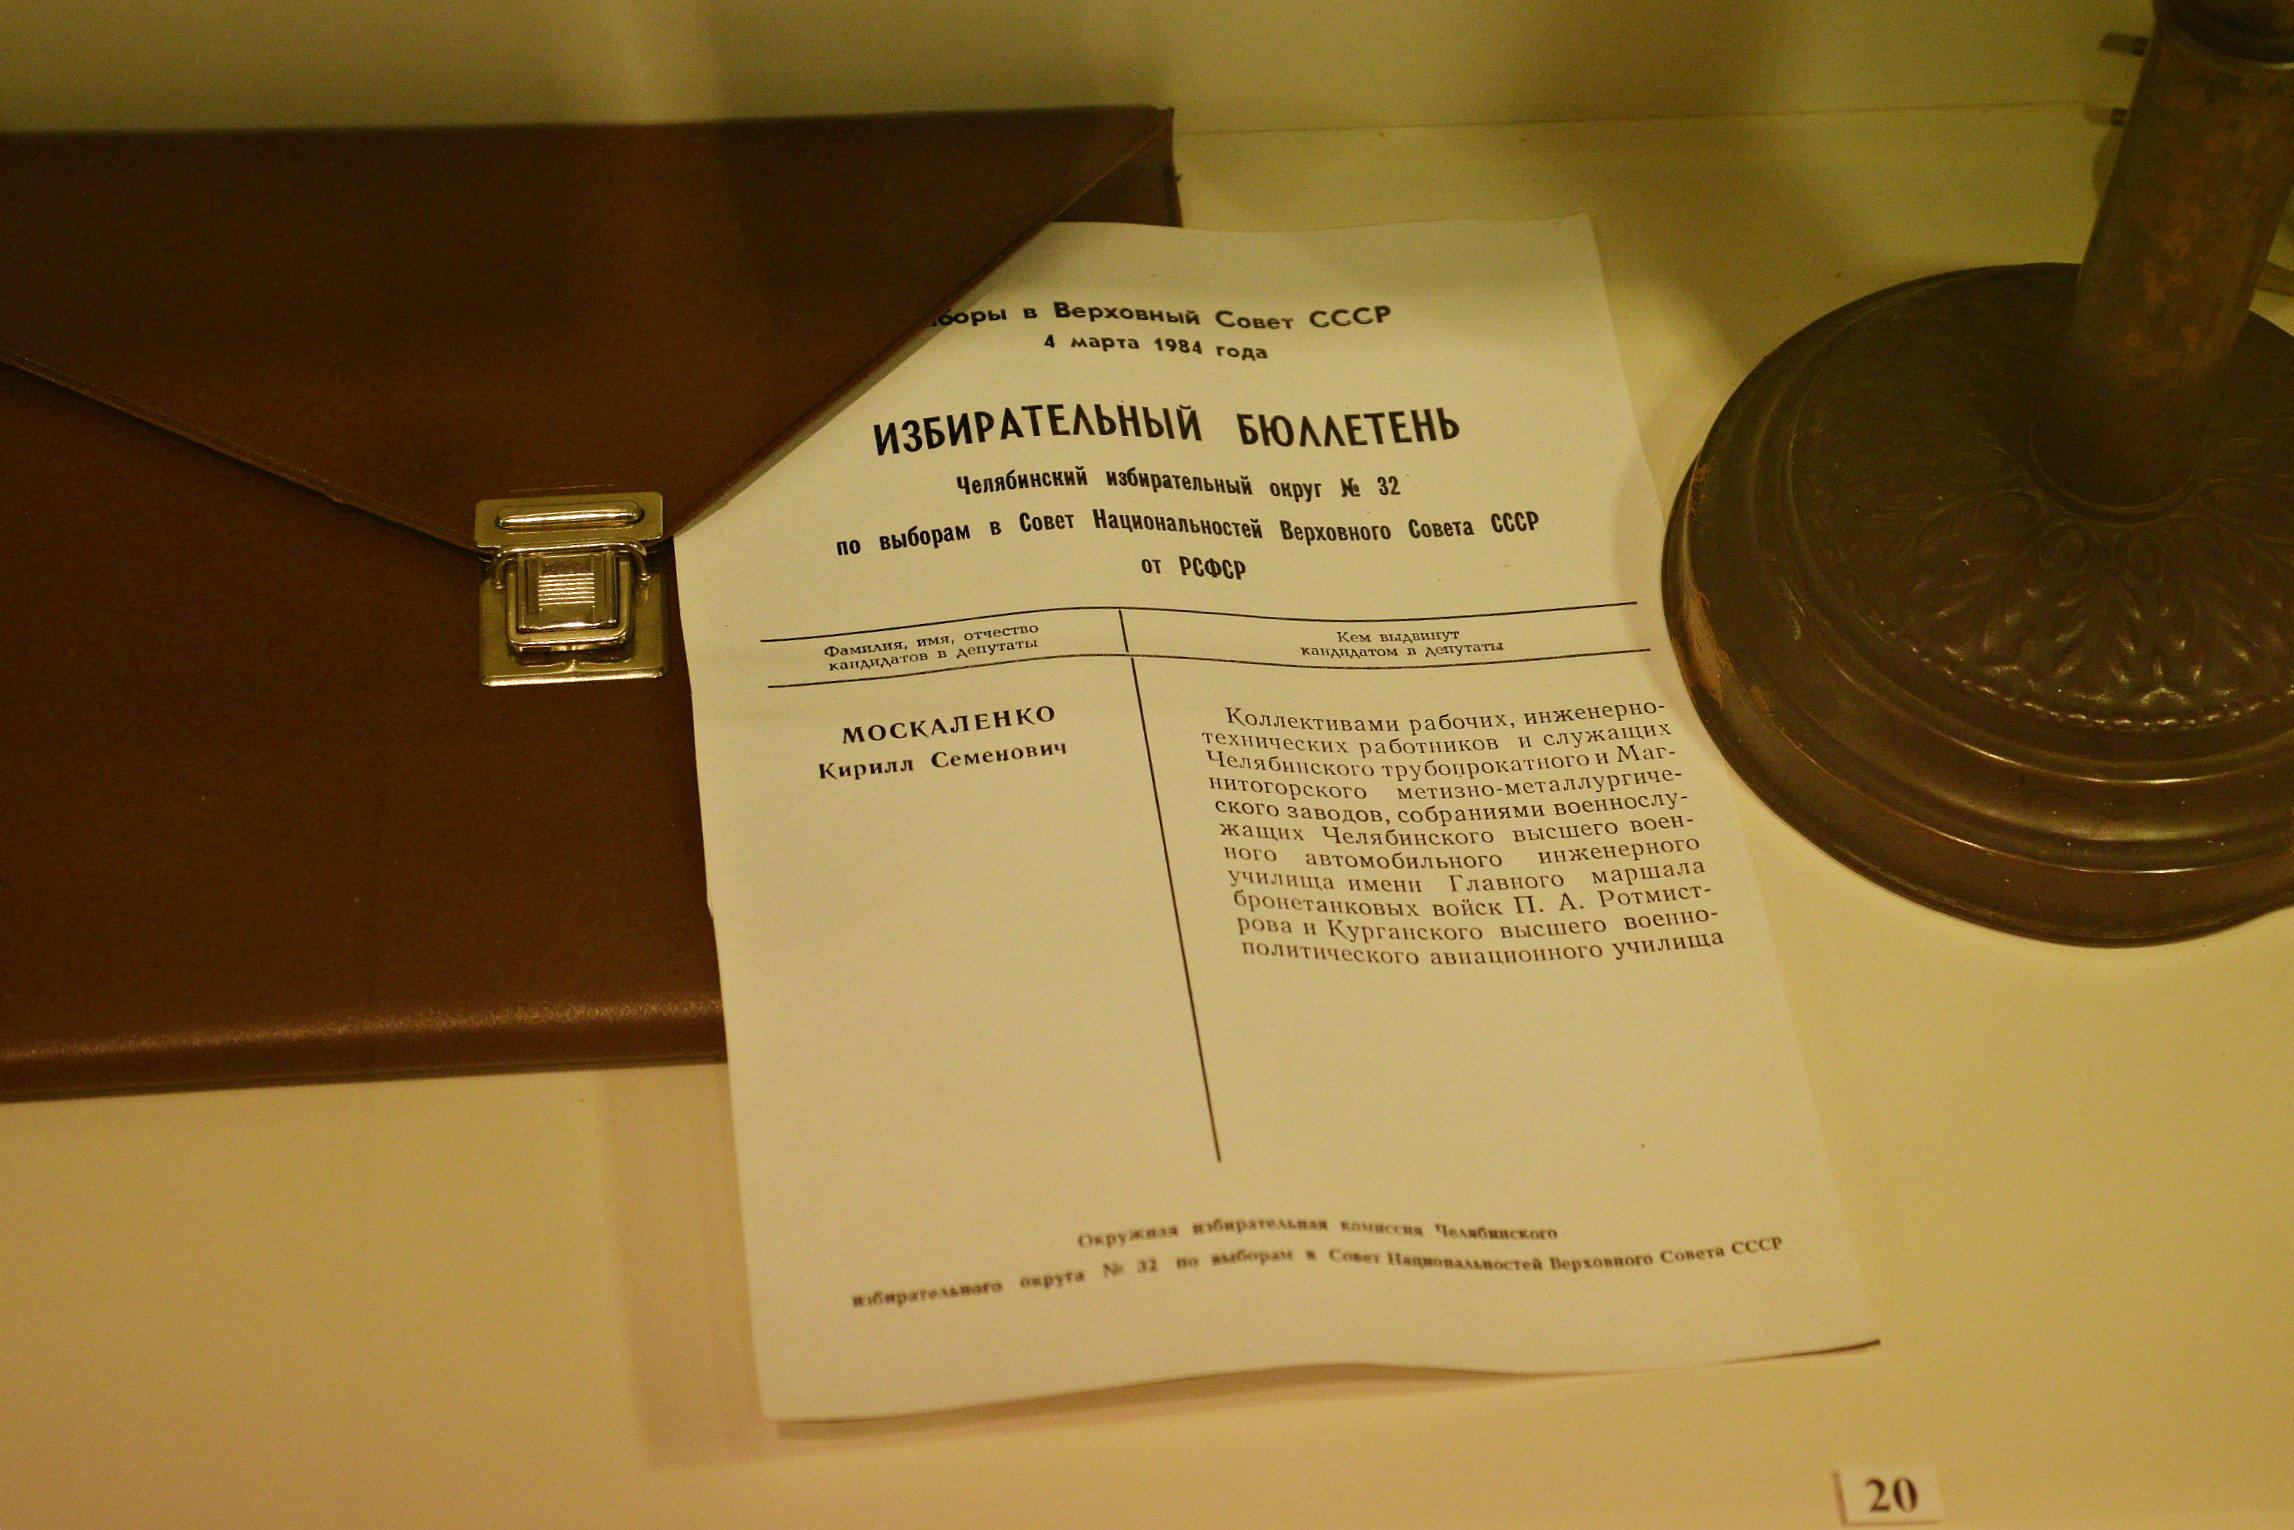 боры в Верховный Совет СССР
4 марта 1984 года
ИЗБИРАТЕЛЬНЫЙ БЮЛЛЕТЕНЬ
Челябинский избирательный округ № 32
по выборам в Совет Национальностей Верховного Совета СССР
от РСФСР
Фамилия, имя, отчество
кандидатов в депутаты
Кем выдвинут
кандидатом в депутаты
МОСКАЛЕНКО
Кирилл Семенович
Коллективами рабочих, инженерно-
технических работников и служащих
Челябинского трубопрокатного и Маг-
нитогорского метизно-металлургиче-
ского заводов, собраниями военнослу-
жащих Челябинского высшего воен-
ного автомобильного инженерного
училища имени Главного маршала
бронетанковых войск П. А. Ротмист-
рова и Курганского высшего военно-
политического авиационного училища
Окружная избирательная комиссия Челябинского
избирательного округа № 32 по выборам в Совет Национальностей Верховного Совета СССР
20